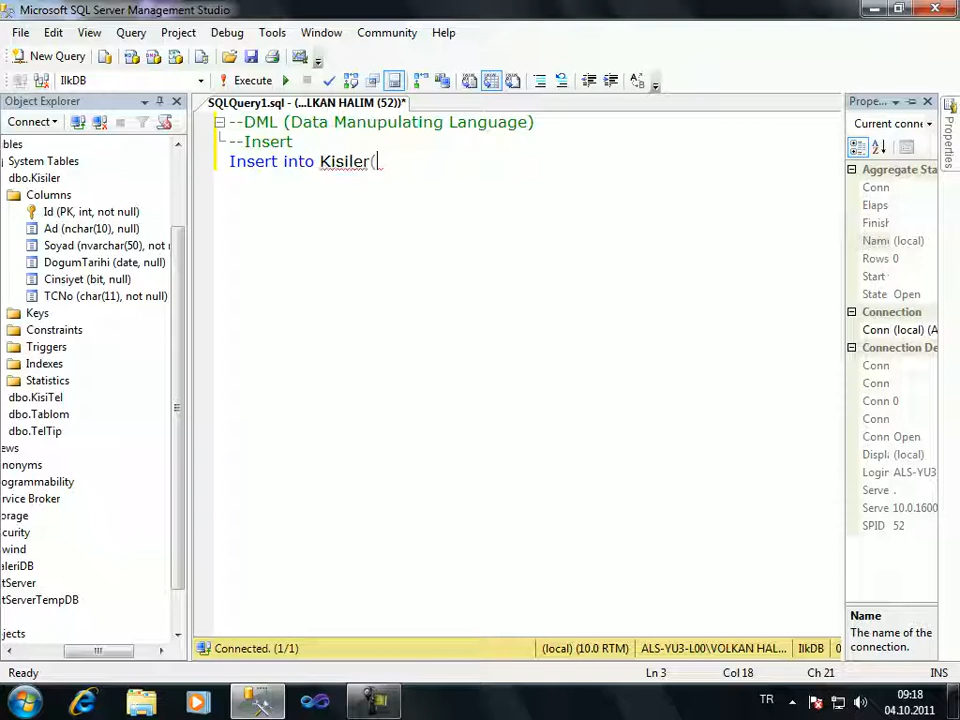 Microsoft SQL Server Management Studio
File Edit View Query Project Debug Tools Window Community Help
New Query
IlkDB Execute
Object Explorer
SQLQuery1.sql - (...LKAN HALIM (52))*
Connect
bles
System Tables
dbo.Kisiler
Columns
Id (PK, int, not null)
Ad (nchar(10), null)
Soyad (nvarchar(50), not
DogumTarihi (date, null)
Cinsiyet (bit, null)
TCNo (char(11), not null)
Keys
Constraints
Triggers
Indexes
Statistics
dbo.KisiTel
dbo.Tablom
dbo.TelTip
ews
nonyms
ogrammability
rvice Broker
orage
curity
wind
aleriDB
tServer
tServerTempDB
jects
--DML (Data Manupulating Language)
--Insert
Insert into Kisiler(
Connected. (1/1) (local) (10.0 RTM) ALS-YU3-L00\VOLKAN HAL... IlkDB 0
Prope...
Current conne
Aggregate Sta
Conn
Elaps
Finish
Name (local)
Rows 0
Start
State Open
Connection
Conn (local) (A
Connection De
Conn
Conn
Conn 0
Conn
Conn Open
Displ (local)
Login ALS-YU3
Serve .
Serve 10.0.1600
SPID 52
Name
The name of the
connection.
Properties
Ready Ln 3 Col 18 Ch 21 INS
TR
09:18
04.10.2011